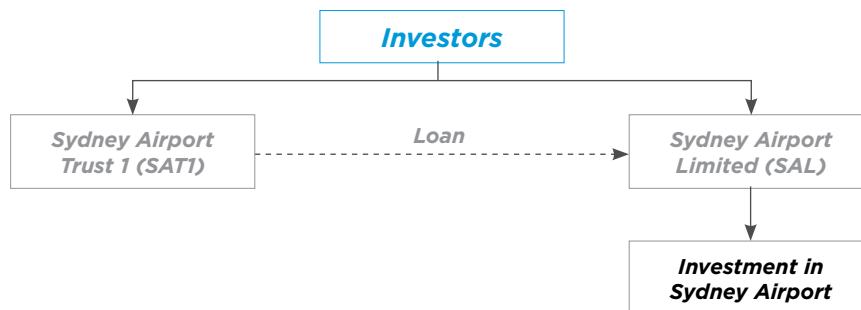 Investors
Sydney Airport
Trust 1 (SAT1)
Loan
Sydney Airport
Limited (SAL)
Investment in
Sydney Airport